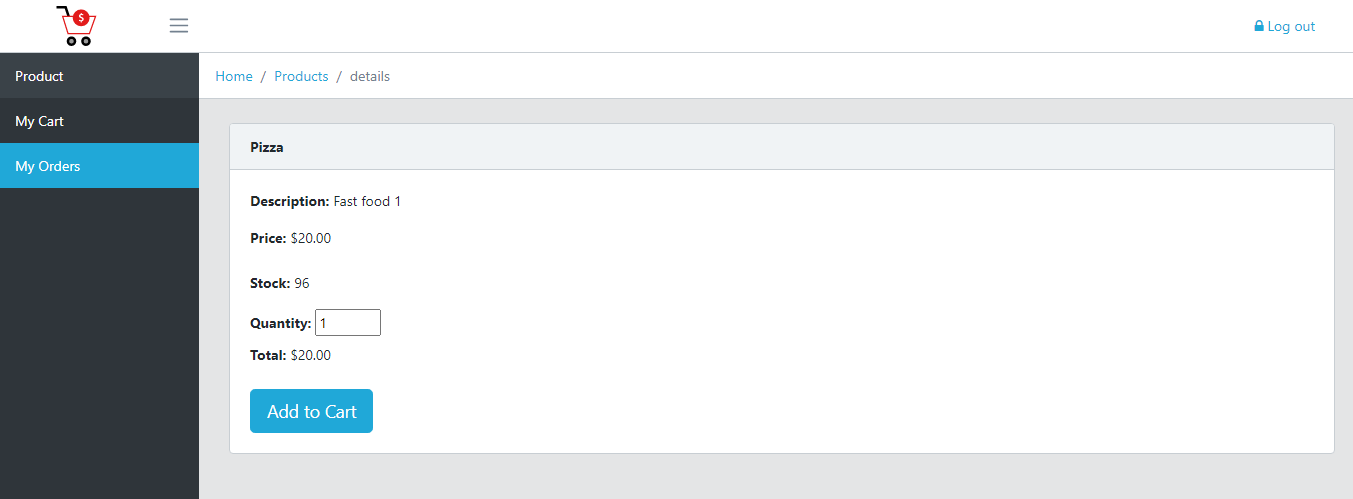 $
Log out
Product
My Cart
My Orders
Home / Products / details
Pizza
Description: Fast food 1
Price: $20.00
Stock: 96
Quantity: 1
Total: $20.00
Add to Cart